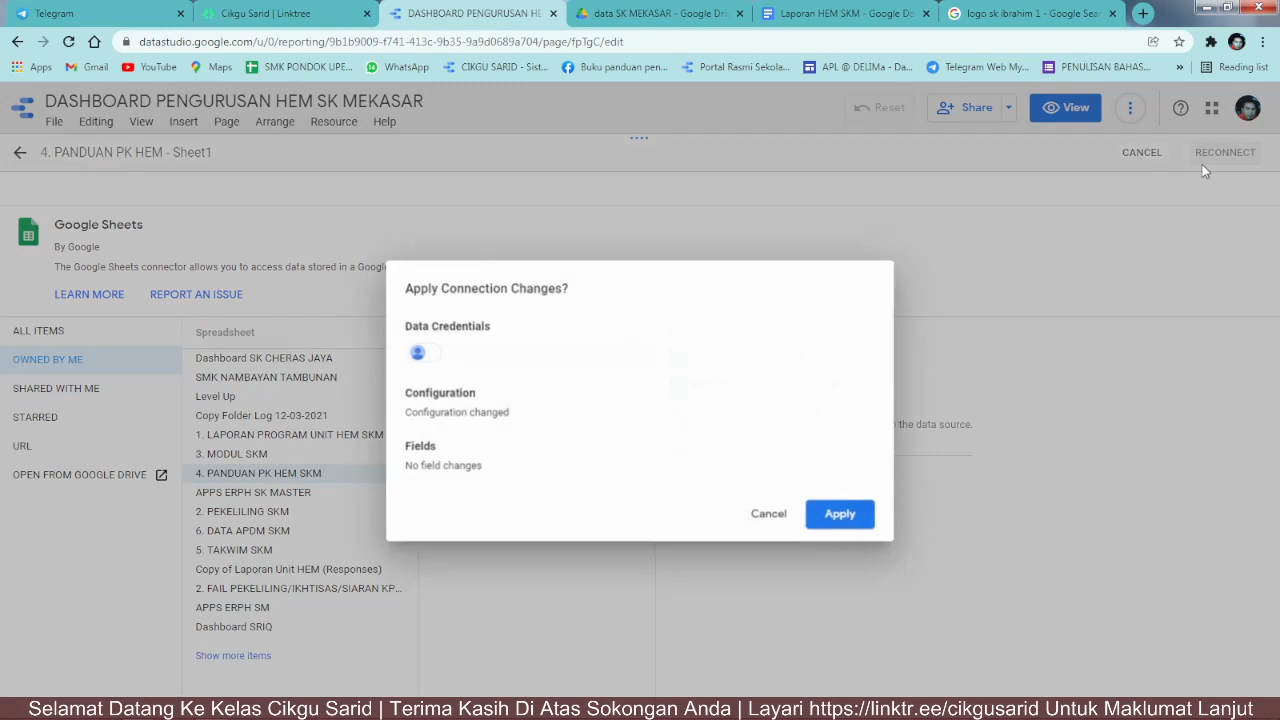 Telegram
Cikgu Sarid | Linktree
DASHBOARD PENGURUSAN HE
data SK MEKASAR - Google Dri
Laporan HEM SKM - Google Do
logo sk ibrahim 1 - Google Sear
datastudio.google.com/u/0/reporting/9b1b9009-f741-413c-9b35-9a9d0689a704/page/fpTgC/edit
Apps
Gmail
YouTube
Maps
SMK PONDOK UPE...
WhatsApp
CIKGU SARID - Sist...
Buku panduan pen...
Portal Rasmi Sekola...
APL @ DELIMa - Da...
Telegram Web My...
PENULISAN BAHAS...
»
Reading list
DASHBOARD PENGURUSAN HEM SK MEKASAR
File Edit​ing View Insert Page Arrange Resource Help
Reset
Share
View
4. PANDUAN PK HEM - Sheet1
CANCEL
RECONNECT
Google Sheets
By Google
The Google Sheets connector allows you to access data stored in a Goog
LEARN MORE
REPORT AN ISSUE
ALL ITEMS
OWNED BY ME
SHARED WITH ME
STARRED
URL
OPEN FROM GOOGLE DRIVE
Spreadsheet
Dashboard SK CHERAS JAYA
SMK NAMBAYAN TAMBUNAN
Level Up
Copy Folder Log 12-03-2021
1. LAPORAN PROGRAM UNIT HEM SKM
3. MODUL SKM
4. PANDUAN PK HEM SKM
APPS ERPH SK MASTER
2. PEKELILING SKM
6. DATA APDM SKM
5. TAKWIM SKM
Copy of Laporan Unit HEM (Responses)
2. FAIL PEKELILING/IKHTISAS/SIARAN KP...
APPS ERPH SM
Dashboard SRIQ
Show more items
the data source.
Apply Connection Changes?
Data Credentials
Configuration
Configuration changed
Fields
No field changes
Cancel
Apply
Selamat Datang Ke Kelas Cikgu Sarid | Terima Kasih Di Atas Sokongan Anda | Layari https://linktr.ee/cikgusarid Untuk Maklumat Lanjut